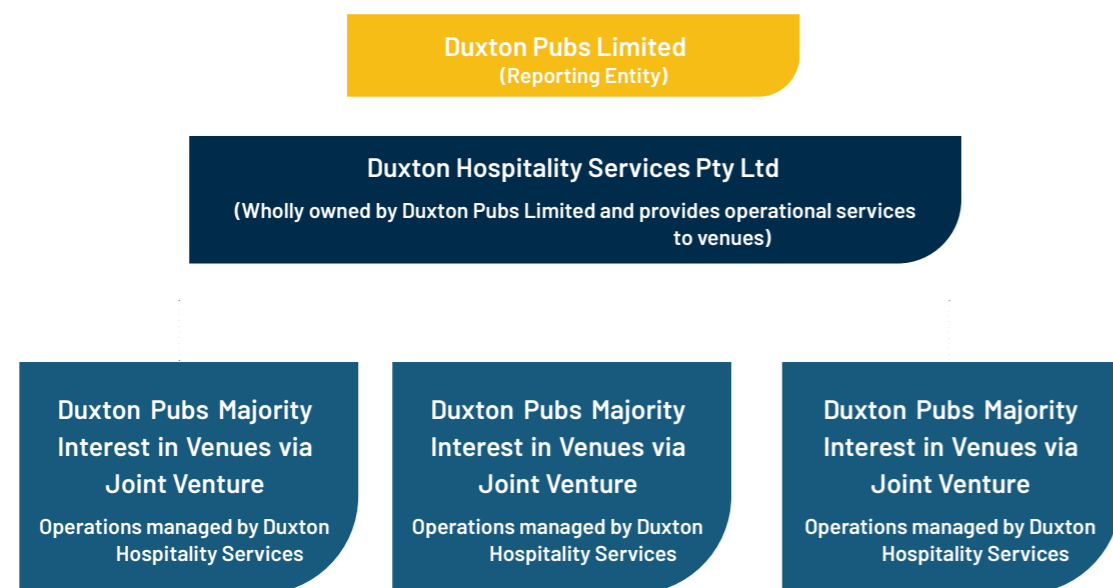 Duxton Pubs Limited
(Reporting Entity)
Duxton Hospitality Services Pty Ltd
(Wholly owned by Duxton Pubs Limited and provides operational services
to venues)
Duxton Pubs Majority
Interest in Venues via
Joint Venture
Operations managed by Duxton
Hospitality Services
Duxton Pubs Majority
Interest in Venues via
Joint Venture
Operations managed by Duxton
Hospitality Services
Duxton Pubs Majority
Interest in Venues via
Joint Venture
Operations managed by Duxton
Hospitality Services